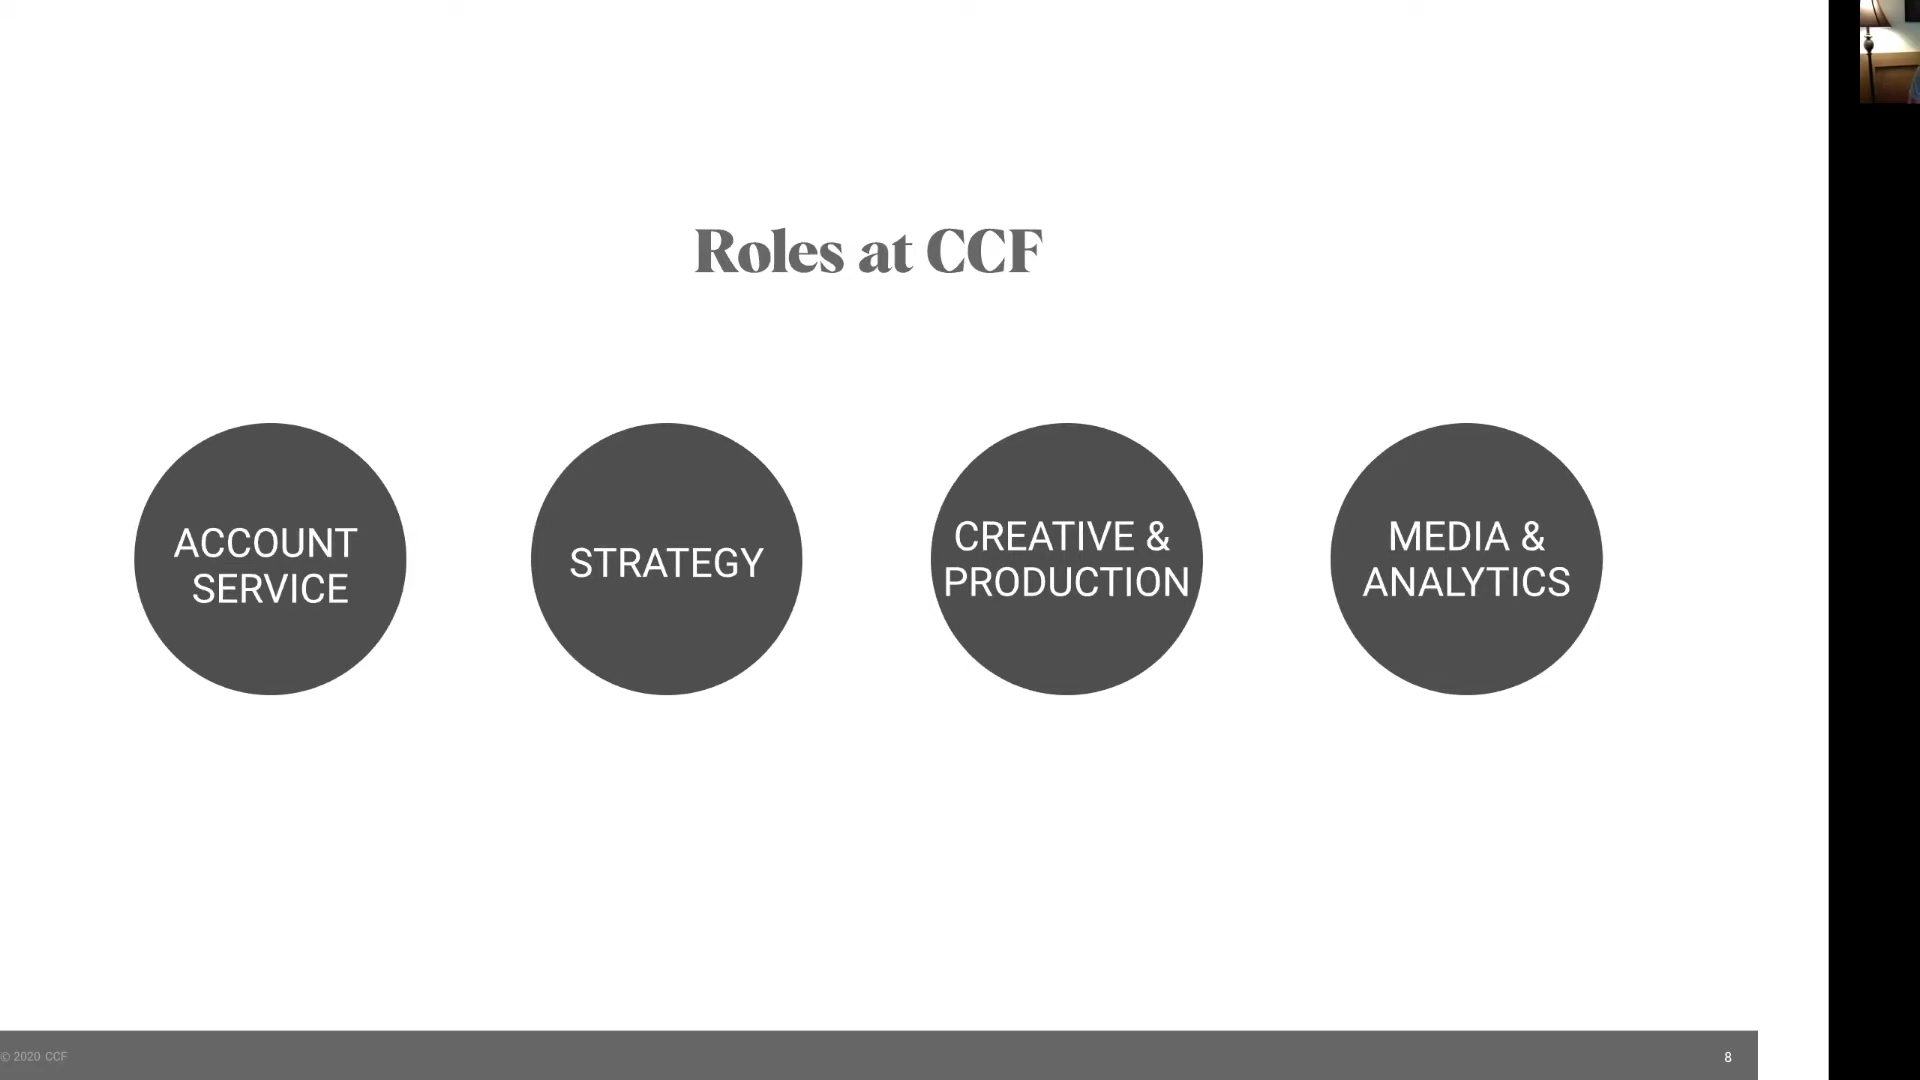 Roles at CCF
ACCOUNT
SERVICE
STRATEGY
CREATIVE &
PRODUCTION
MEDIA &
ANALYTICS
© 2020 CCF
8